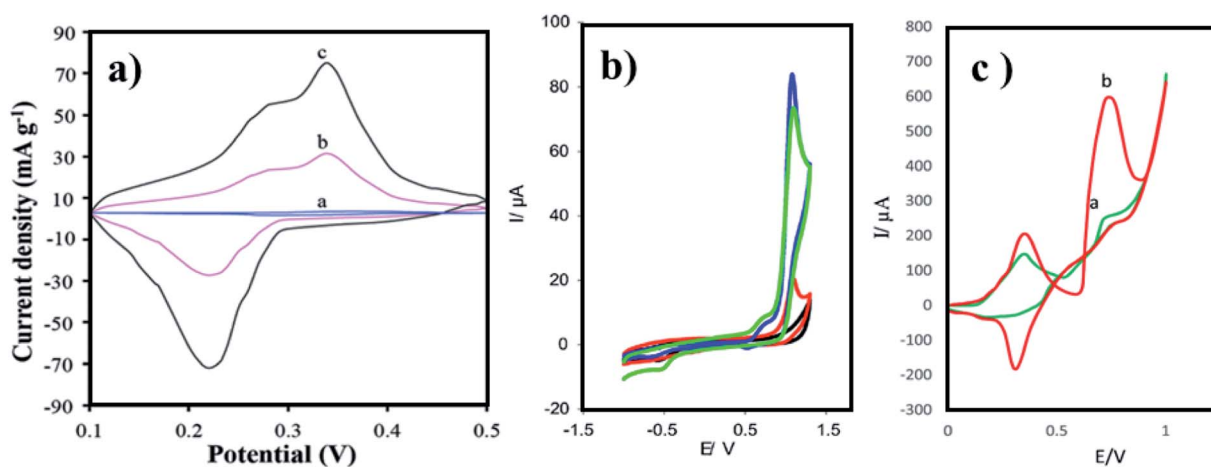 a)
90
70
50
30
10
-10
-30
-50
-70
-90
Current density (mA g⁻¹)
c
b
a
0.1 0.2 0.3 0.4 0.5
Potential (V)
b)
100
80
60
40
20
0
-20
I/ µA
-1.5 -0.5 0.5 1.5
E/ V
c )
800
700
600
500
400
300
200
100
0
-100
-200
-300
I/ µA
b
a
0 0.5 1
E/V